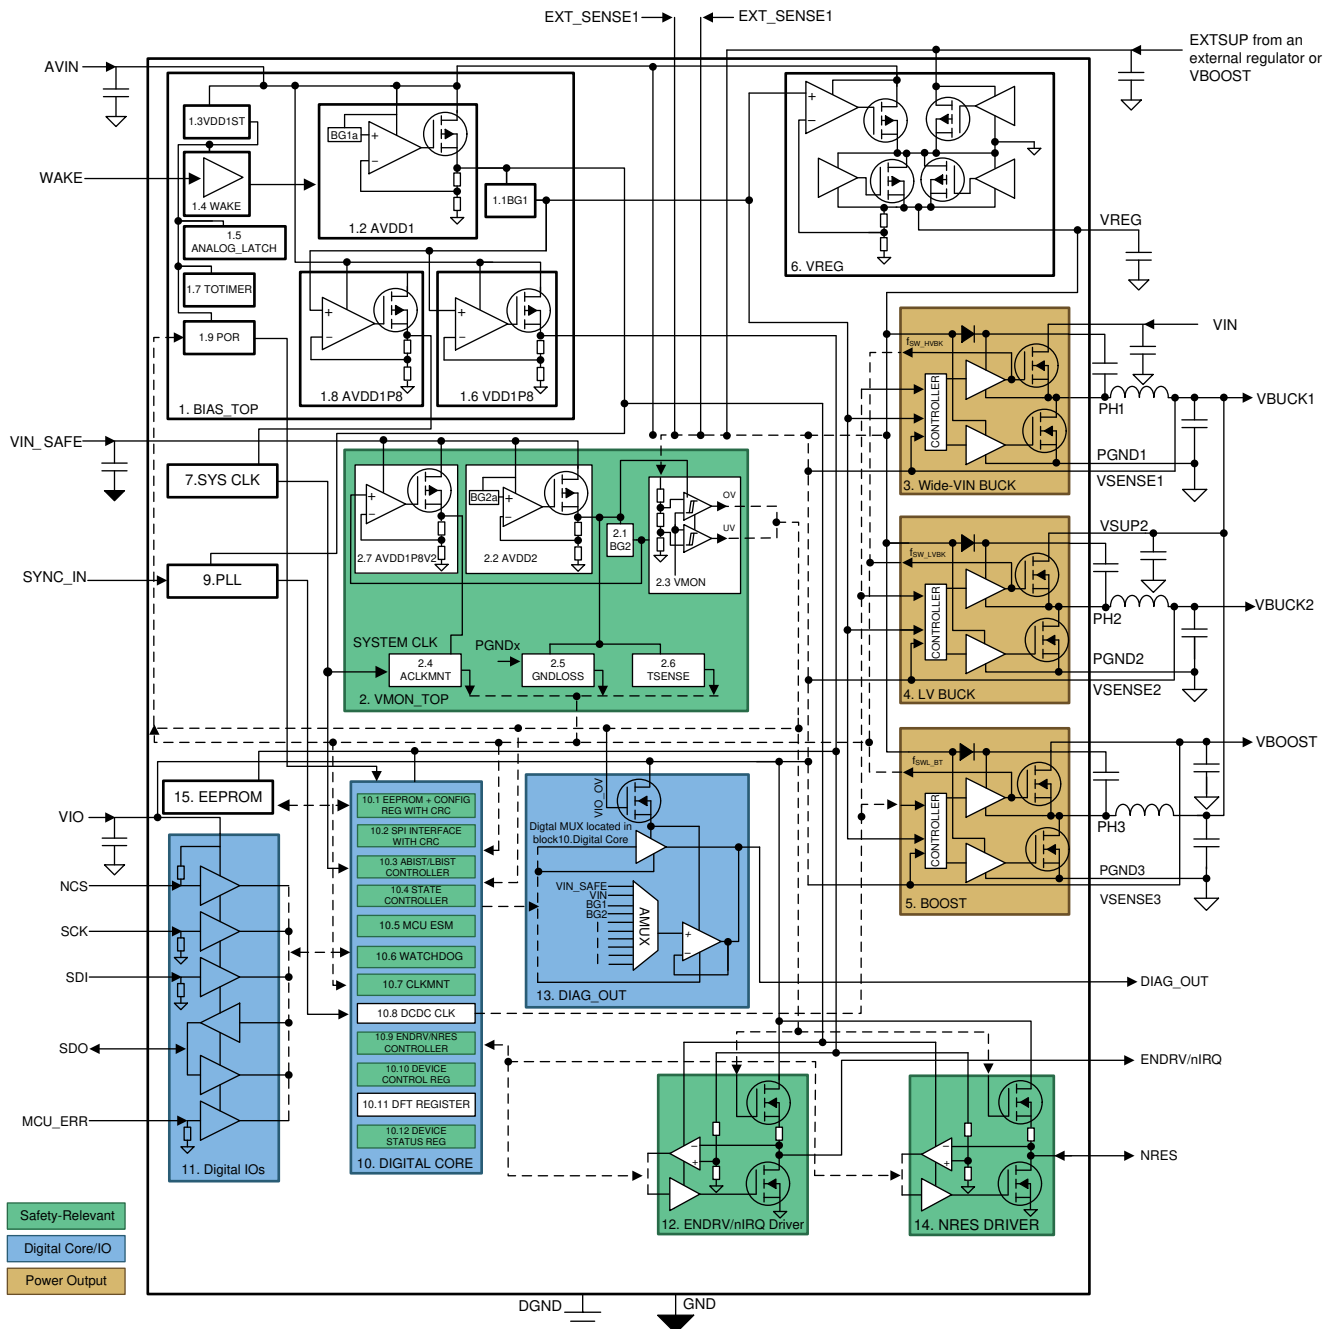 EXT_SENSE1
EXT_SENSE1
EXTSUP from an
external regulator or
VBOOST
AVIN
1.3VDD1ST
BG1a
+
−
WAKE
1.4 WAKE
1.1BG1
1.2 AVDD1
1.5
ANALOG_LATCH
1.7 TOTIMER
1.9 POR
+
−
+
−
1.8 AVDD1P8
1.6 VDD1P8
1. BIAS_TOP
+
−
6. VREG
VREG
VIN
fSW_HVBK
CONTROLLER
PH1
VBUCK1
PGND1
VSENSE1
3. Wide-VIN BUCK
VIN_SAFE
7.SYS CLK
+
−
2.7 AVDD1P8V2
BG2a
+
−
2.2 AVDD2
2.1
BG2
OV
UV
2.3 VMON
VSUP2
fSW_LVBK
CONTROLLER
PH2
VBUCK2
PGND2
VSENSE2
4. LV BUCK
SYNC_IN
9.PLL
SYSTEM CLK
PGNDx
2.4
ACLKMNT
2.5
GNDLOSS
2.6
TSENSE
2. VMON_TOP
VBOOST
fSWL_BT
CONTROLLER
PH3
PGND3
VSENSE3
5. BOOST
15. EEPROM
VIO
NCS
SCK
SDI
SDO
MCU_ERR
11. Digital IOs
10.1 EEPROM + CONFIG
REG WITH CRC
10.2 SPI INTERFACE
WITH CRC
10.3 ABIST/LBIST
CONTROLLER
10.4 STATE
CONTROLLER
10.5 MCU ESM
10.6 WATCHDOG
10.7 CLKMNT
10.8 DCDC CLK
10.9 ENDRV/NRES
CONTROLLER
10.10 DEVICE
CONTROL REG
10.11 DFT REGISTER
10.12 DEVICE
STATUS REG
10. DIGITAL CORE
VIO_OV
Digtal MUX located in
block10.Digital Core
VIN_SAFE
VIN
BG1
BG2
AMUX
+
−
13. DIAG_OUT
DIAG_OUT
ENDRV/nIRQ
NRES
−
+
12. ENDRV/nIRQ Driver
−
+
14. NRES DRIVER
Safety-Relevant
Digital Core/IO
Power Output
DGND
GND